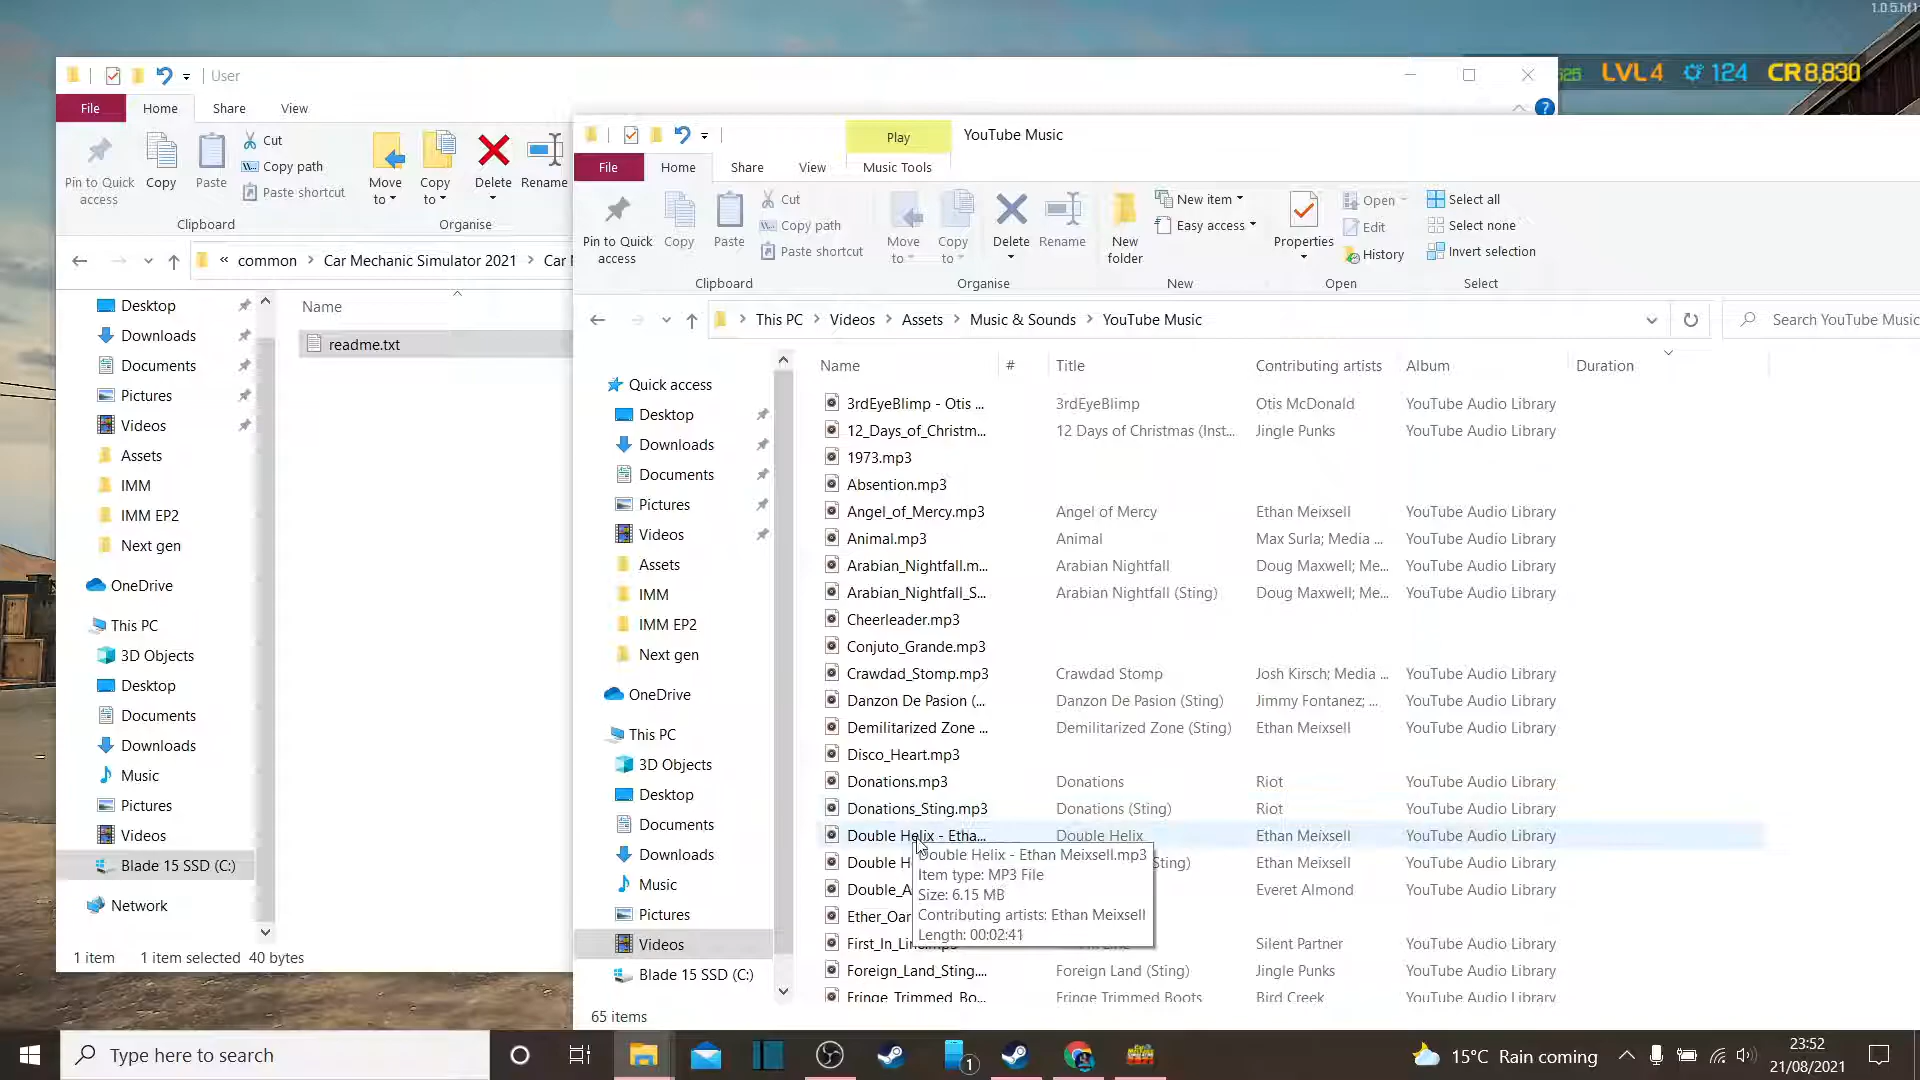 1.0.5.hf1
LVL 4 124 CR 8,830
User
File Home Share View
Pin to Quick access
Copy
Paste
Cut
Copy path
Paste shortcut
Move to
Copy to
Delete
Rename
Clipboard
Organise
« common > Car Mechanic Simulator 2021 > Car
Desktop
Downloads
Documents
Pictures
Videos
Assets
IMM
IMM EP2
Next gen
OneDrive
This PC
3D Objects
Desktop
Documents
Downloads
Music
Pictures
Videos
Blade 15 SSD (C:)
Network
Name
readme.txt
1 item 1 item selected 40 bytes
Play YouTube Music
File Home Share View Music Tools
Pin to Quick access
Copy
Paste
Cut
Copy path
Paste shortcut
Move to
Copy to
Delete
Rename
New folder
New item
Easy access
Properties
Open
Edit
History
Select all
Select none
Invert selection
Clipboard Organise New Open Select
This PC > Videos > Assets > Music & Sounds > YouTube Music
Search YouTube Music
Quick access
Desktop
Downloads
Documents
Pictures
Videos
Assets
IMM
IMM EP2
Next gen
OneDrive
This PC
3D Objects
Desktop
Documents
Downloads
Music
Pictures
Videos
Blade 15 SSD (C:)
Name # Title Contributing artists Album Duration
3rdEyeBlimp - Otis ... 3rdEyeBlimp Otis McDonald YouTube Audio Library
12_Days_of_Christm... 12 Days of Christmas (Inst... Jingle Punks YouTube Audio Library
1973.mp3
Absention.mp3
Angel_of_Mercy.mp3 Angel of Mercy Ethan Meixsell YouTube Audio Library
Animal.mp3 Animal Max Surla; Media ... YouTube Audio Library
Arabian_Nightfall.m... Arabian Nightfall Doug Maxwell; Me... YouTube Audio Library
Arabian_Nightfall_S... Arabian Nightfall (Sting) Doug Maxwell; Me... YouTube Audio Library
Cheerleader.mp3
Conjuto_Grande.mp3
Crawdad_Stomp.mp3 Crawdad Stomp Josh Kirsch; Media ... YouTube Audio Library
Danzon De Pasion (... Danzon De Pasion (Sting) Jimmy Fontanez; ... YouTube Audio Library
Demilitarized Zone ... Demilitarized Zone (Sting) Ethan Meixsell YouTube Audio Library
Disco_Heart.mp3
Donations.mp3 Donations Riot YouTube Audio Library
Donations_Sting.mp3 Donations (Sting) Riot YouTube Audio Library
Double Helix - Etha... Double Helix Ethan Meixsell YouTube Audio Library
Double H Sting) Ethan Meixsell YouTube Audio Library
Double_A Everet Almond YouTube Audio Library
Ether_Oar
First_In_Line.mp3 Silent Partner YouTube Audio Library
Foreign_Land_Sting.... Foreign Land (Sting) Jingle Punks YouTube Audio Library
Fringe_Trimmed_Bo... Fringe Trimmed Boots Bird Creek YouTube Audio Library
Double Helix - Ethan Meixsell.mp3
Item type: MP3 File
Size: 6.15 MB
Contributing artists: Ethan Meixsell
Length: 00:02:41
65 items
Type here to search
1
15°C Rain coming
23:52
21/08/2021